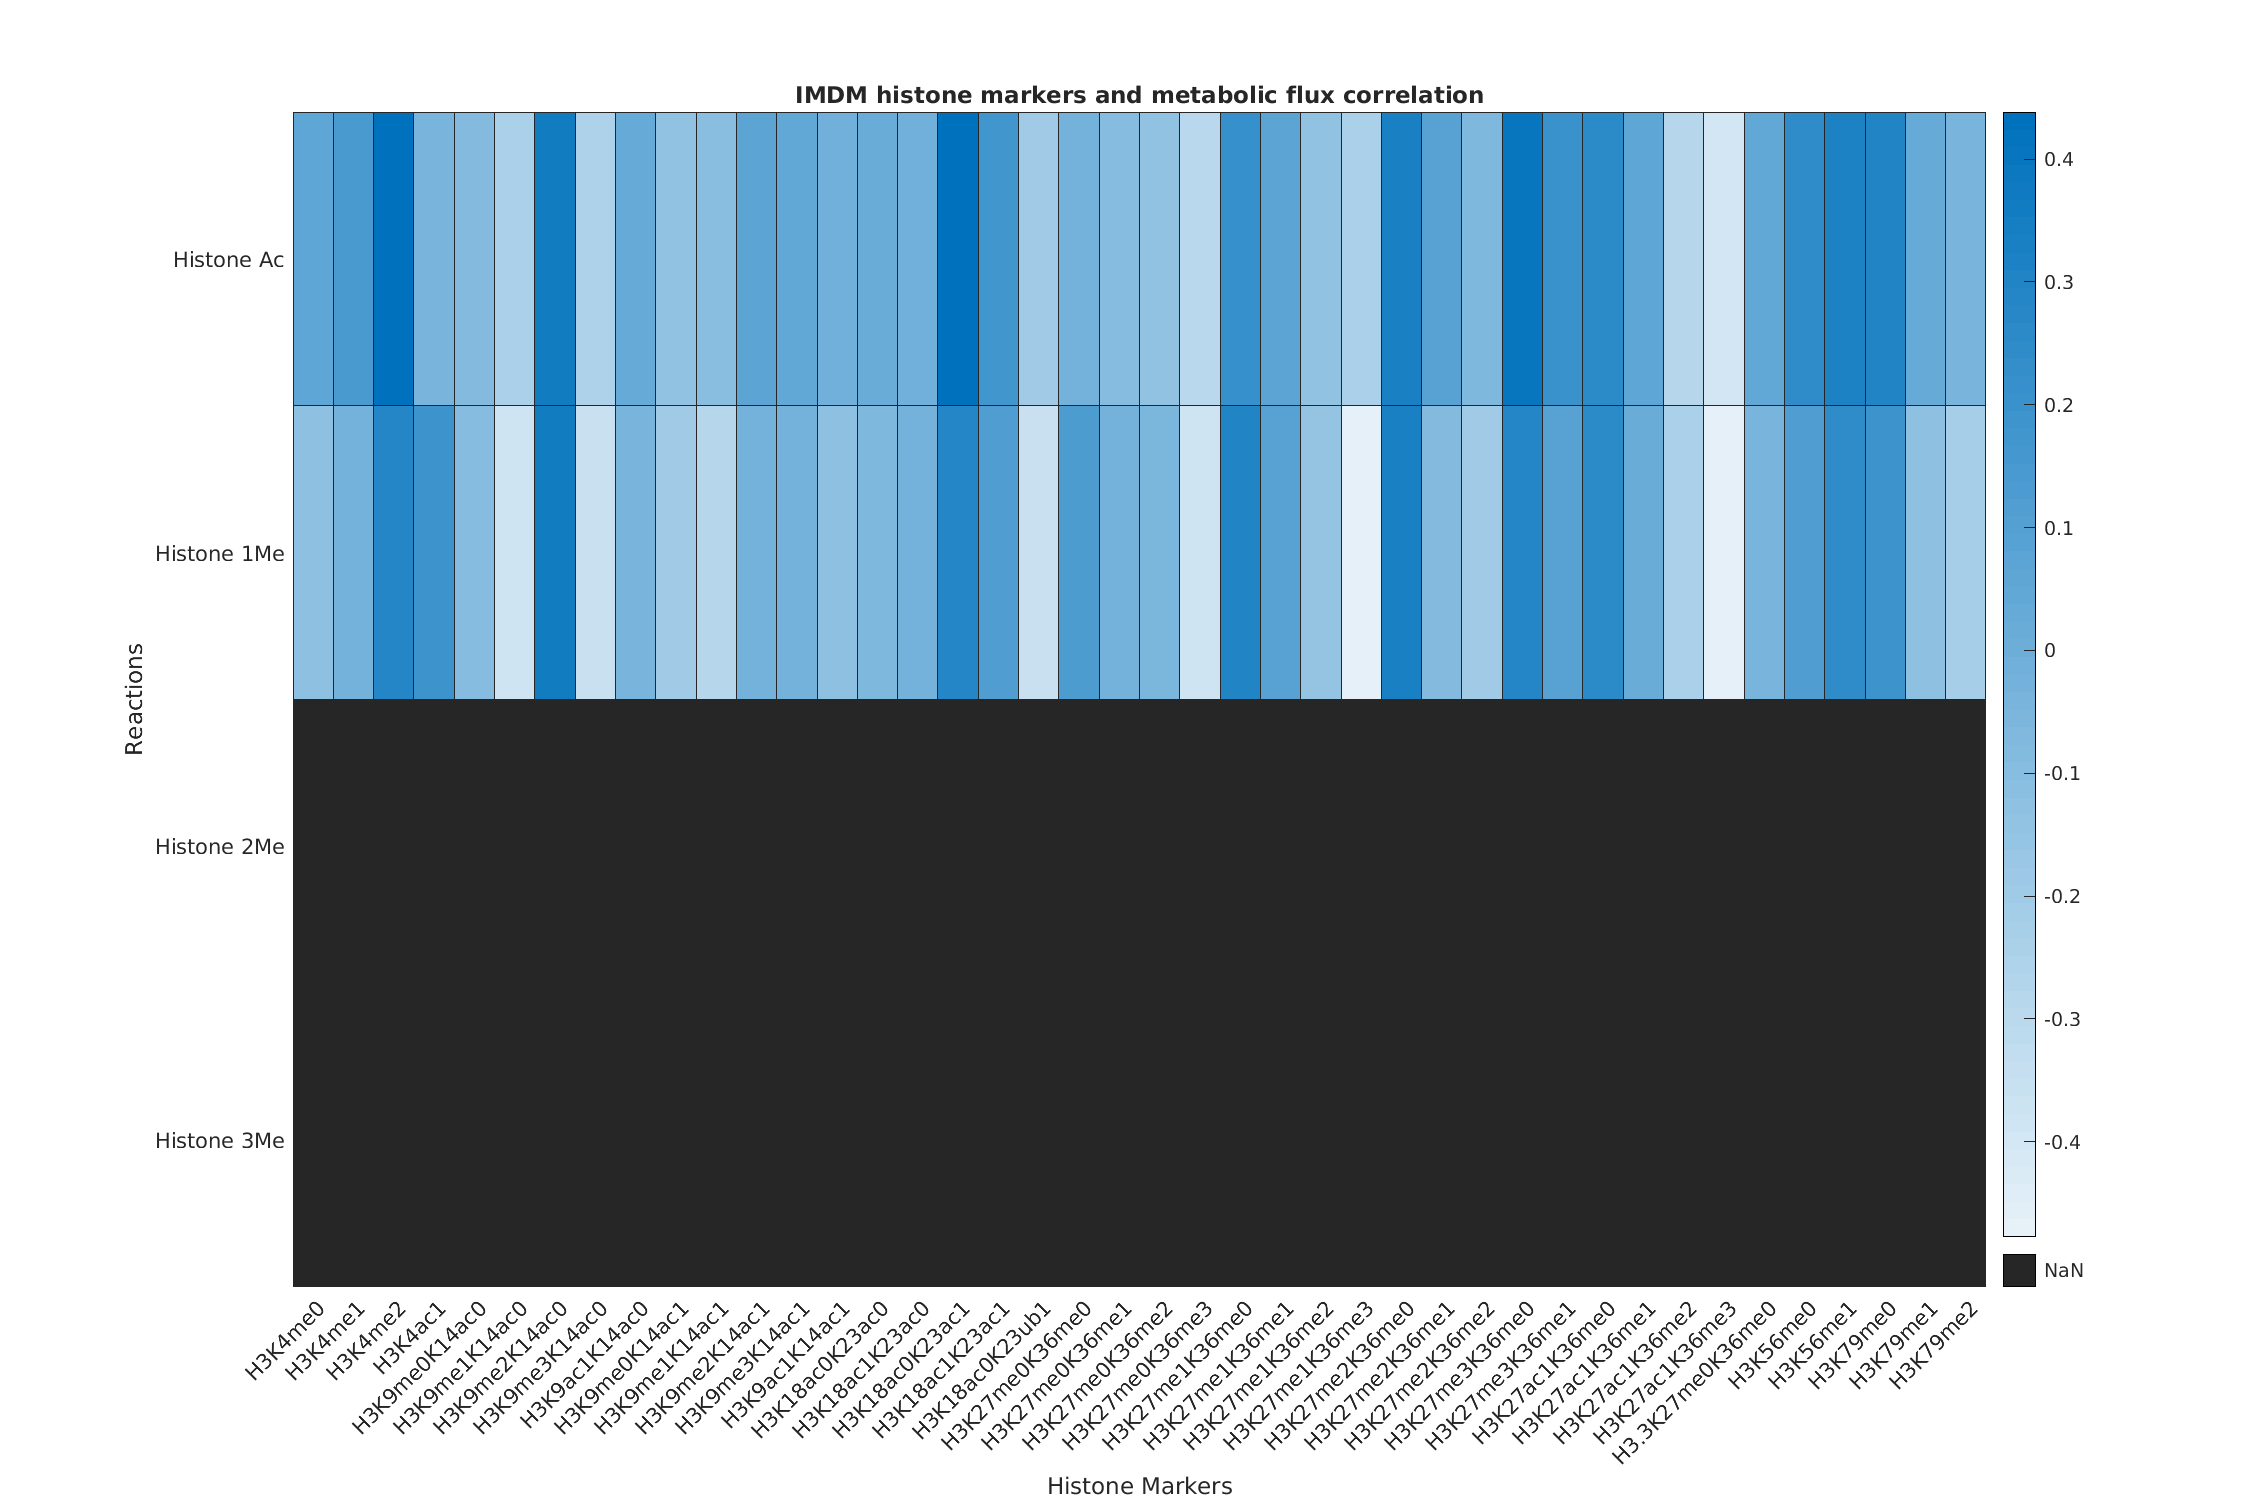 IMDM histone markers and metabolic flux correlation
Histone Ac
Histone 1Me
Histone 2Me
Histone 3Me
Reactions
0.4
0.3
0.2
0.1
0
-0.1
-0.2
-0.3
-0.4
NaN
H3K4me0
H3K4me1
H3K4me2
H3K4ac1
H3K9me0K14ac0
H3K9me1K14ac0
H3K9me2K14ac0
H3K9me3K14ac0
H3K9ac1K14ac0
H3K9me0K14ac1
H3K9me1K14ac1
H3K9me2K14ac1
H3K9me3K14ac1
H3K9ac1K14ac1
H3K18ac0K23ac0
H3K18ac1K23ac0
H3K18ac0K23ac1
H3K18ac1K23ac1
H3K18ac0K23ub1
H3K27me0K36me0
H3K27me0K36me1
H3K27me0K36me2
H3K27me0K36me3
H3K27me1K36me0
H3K27me1K36me1
H3K27me1K36me2
H3K27me1K36me3
H3K27me2K36me0
H3K27me2K36me1
H3K27me2K36me2
H3K27me3K36me0
H3K27me3K36me1
H3K27ac1K36me0
H3K27ac1K36me1
H3K27ac1K36me2
H3K27ac1K36me3
H3.3K27me0K36me0
H3K56me0
H3K56me1
H3K79me0
H3K79me1
H3K79me2
Histone Markers